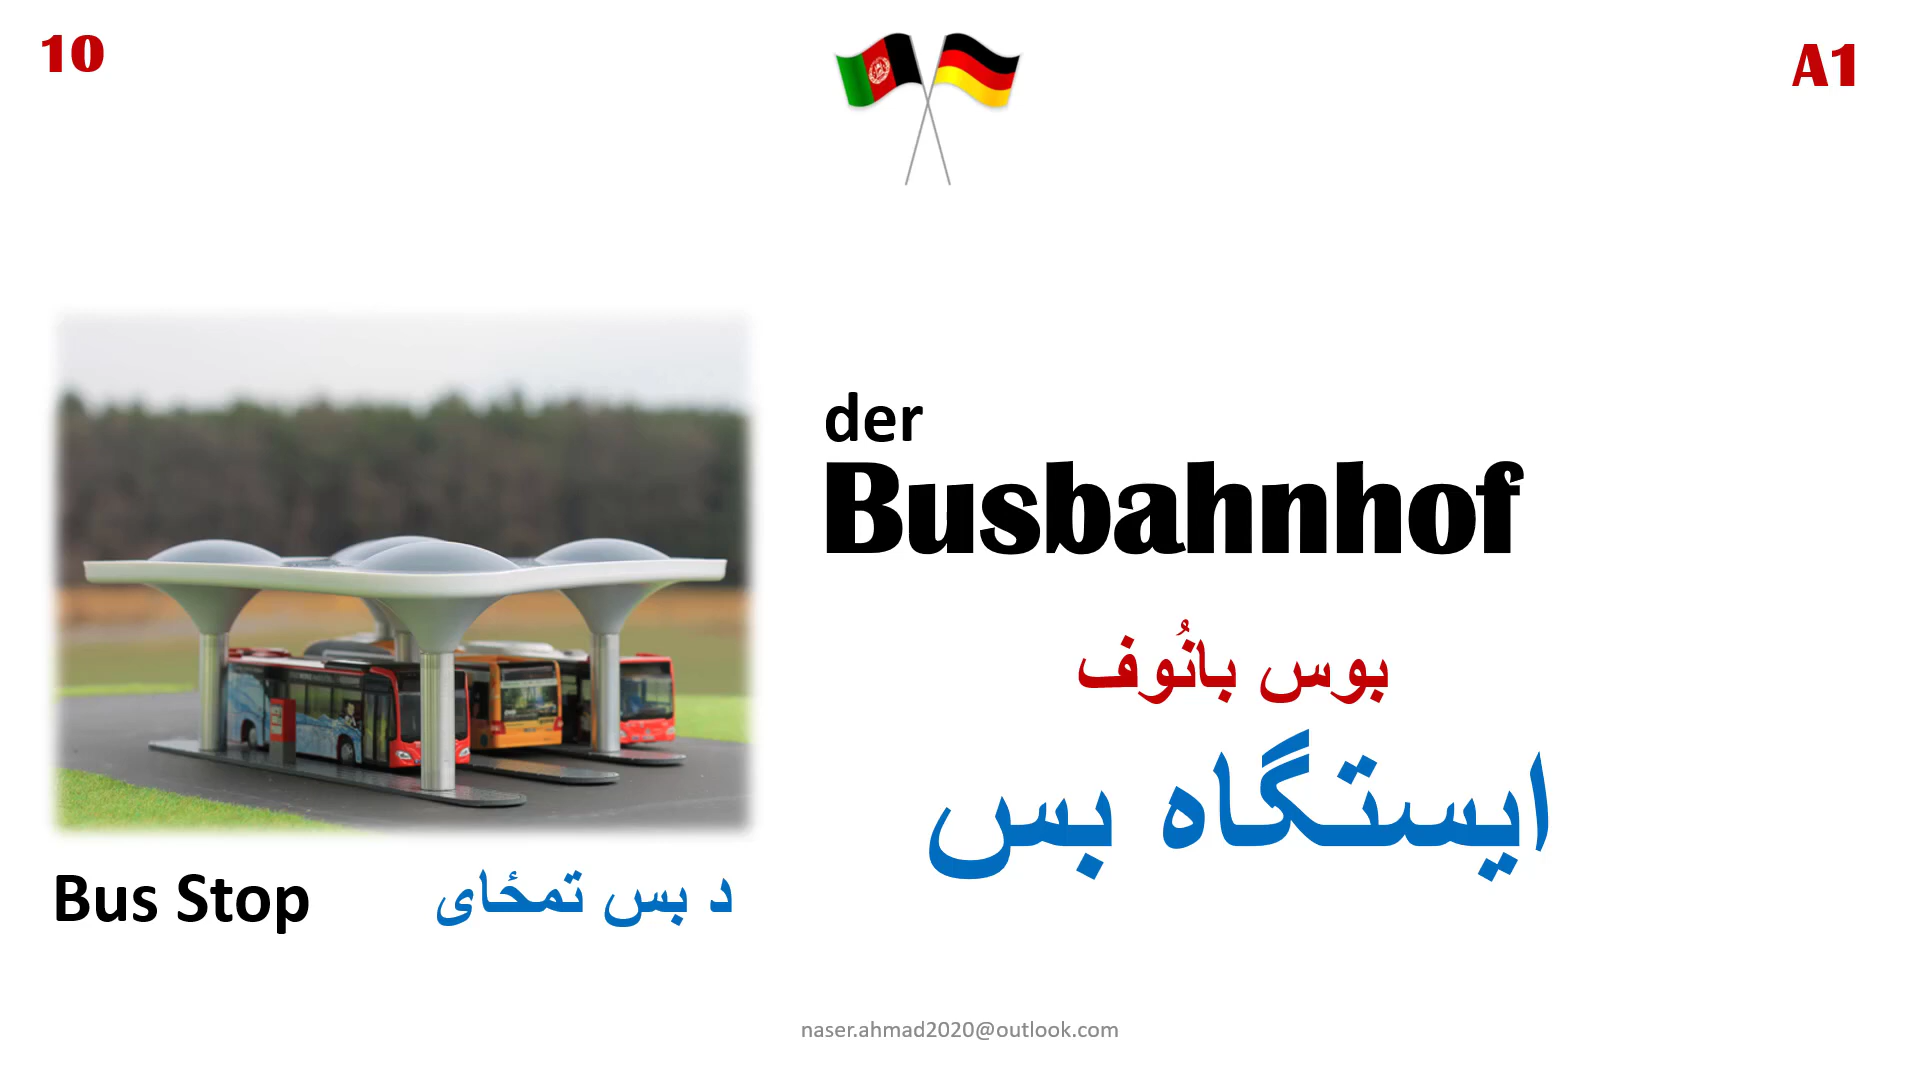 10
A1
der
Busbahnhof
بوس بانُوف
ایستگاه بس
Bus Stop
د بس تمځای
naser.ahmad2020@outlook.com